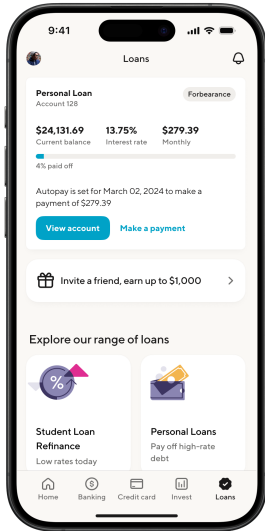 9:41
Loans
Personal Loan
Forbearance
Account 128
$24,131.69 13.75% $279.39
Current balance Interest rate Monthly
4% paid off
Autopay is set for March 02, 2024 to make a
payment of $279.39
View account Make a payment
Invite a friend, earn up to $1,000
Explore our range of loans
%
Student Loan
Refinance
Low rates today
Personal Loans
Pay off high-rate
debt
Home Banking Credit card Invest Loans